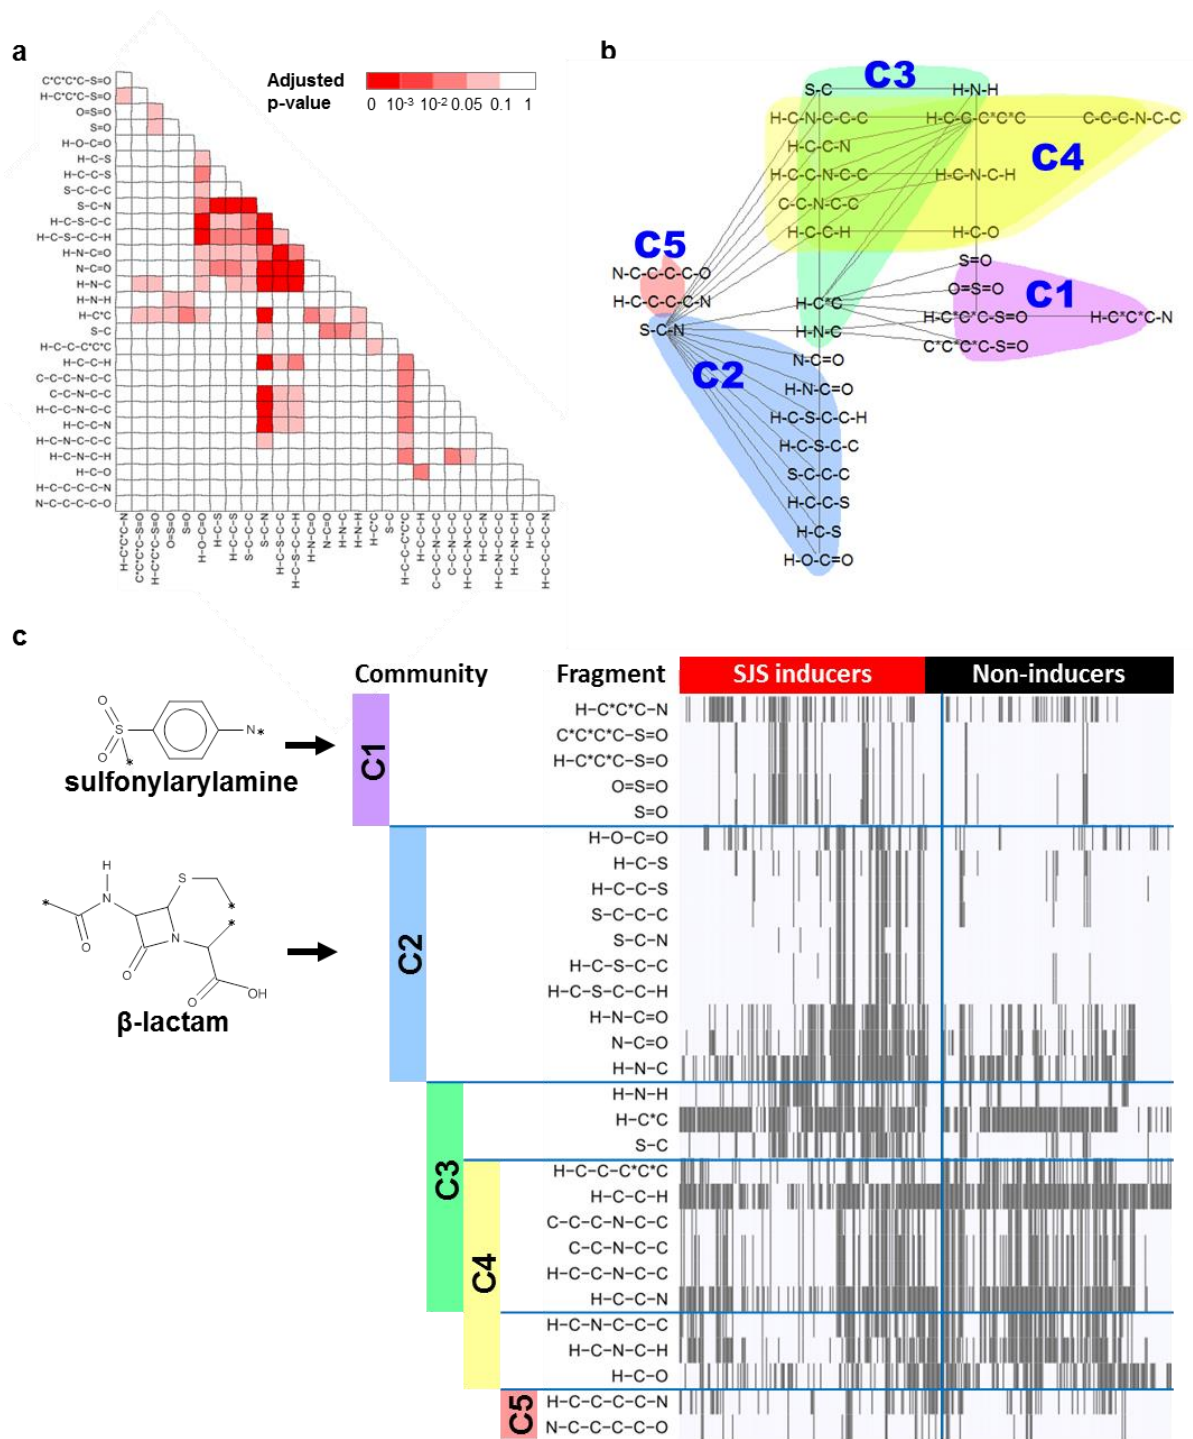 a
Adjusted
p-value
0 10-3 10-2 0.05 0.1 1
C*C*C*C-S=O
H-C*C*C-S=O
O=S=O
S=O
H-O-C=O
H-C-S
H-C-C-S
S-C-C-C
S-C-N
H-C-S-C-C
H-C-S-C-C-H
H-N-C=O
N-C=O
H-N-C
H-N-H
H-C*C
S-C
H-C-C-C*C*C
H-C-C-H
C-C-C-N-C-C
C-C-N-C-C
H-C-C-N-C-C
H-C-C-N
H-C-N-C-C-C
H-C-N-C-H
H-C-O
H-C-C-C-C-N
N-C-C-C-C-O
H-C*C*C-N
C*C*C*C-S=O
H-C*C*C-S=O
O=S=O
S=O
H-O-C=O
H-C-S
H-C-C-S
S-C-C-C
S-C-N
H-C-S-C-C
H-C-S-C-C-H
H-N-C=O
N-C=O
H-N-C
H-N-H
H-C*C
S-C
H-C-C-C*C*C
H-C-C-H
C-C-C-N-C-C
C-C-N-C-C
H-C-C-N-C-C
H-C-C-N
H-C-N-C-C-C
H-C-N-C-H
H-C-O
H-C-C-C-C-N
b
C3
S-C H-N-H
H-C-N-C-C-C H-C-C-C*C*C C-C-C-N-C-C
H-C-C-N
C4
H-C-C-N-C-C H-C-N-C-H
C-C-N-C-C
H-C-C-H H-C-O
C5
S=O
N-C-C-C-C-O
O=S=O
C1
H-C-C-C-C-N H-C*C
H-C*C*C-S=O H-C*C*C-N
S-C-N H-N-C
C*C*C*C-S=O
N-C=O
C2
H-N-C=O
H-C-S-C-C-H
H-C-S-C-C
S-C-C-C
H-C-C-S
H-C-S
H-O-C=O
c
Community Fragment SJS inducers Non-inducers
O
S
O
*
N*
sulfonylarylamine
C1
H-C*C*C-N
C*C*C*C-S=O
H-C*C*C-S=O
O=S=O
S=O
H
N
S
*
*
*
O
N
O
O
OH
β-lactam
C2
H-O-C=O
H-C-S
H-C-C-S
S-C-C-C
S-C-N
H-C-S-C-C
H-C-S-C-C-H
H-N-C=O
N-C=O
H-N-C
C3
H-N-H
H-C*C
S-C
C4
H-C-C-C*C*C
H-C-C-H
C-C-C-N-C-C
C-C-N-C-C
H-C-C-N-C-C
H-C-C-N
H-C-N-C-C-C
H-C-N-C-H
H-C-O
C5
H-C-C-C-C-N
N-C-C-C-C-O